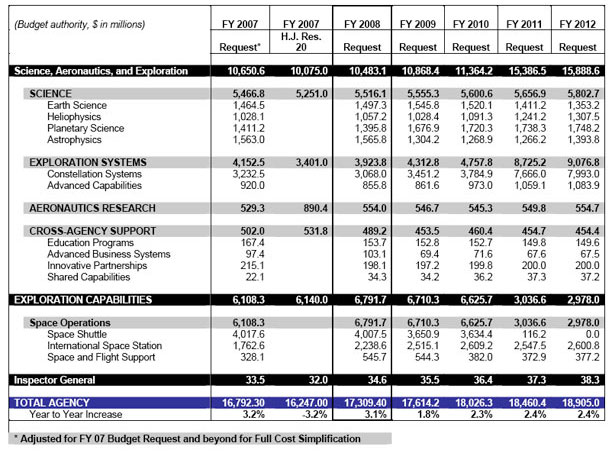 (Budget authority, $ in millions) FY 2007 FY 2007 FY 2008 FY 2009 FY 2010 FY 2011 FY 2012
Request* H.J. Res. 20 Request Request Request Request Request
Science, Aeronautics, and Exploration 10,650.6 10,075.0 10,483.1 10,868.4 11,364.2 15,386.5 15,888.6
SCIENCE 5,466.8 5,251.0 5,516.1 5,555.3 5,600.6 5,656.9 5,802.7
Earth Science 1,464.5 1,497.3 1,545.8 1,520.1 1,411.2 1,353.2
Heliophysics 1,028.1 1,057.2 1,028.4 1,091.3 1,241.2 1,307.5
Planetary Science 1,411.2 1,395.8 1,676.9 1,720.3 1,738.3 1,748.2
Astrophysics 1,563.0 1,565.8 1,304.2 1,268.9 1,266.2 1,393.8
EXPLORATION SYSTEMS 4,152.5 3,401.0 3,923.8 4,312.8 4,757.8 8,725.2 9,076.8
Constellation Systems 3,232.5 3,068.0 3,451.2 3,784.9 7,666.0 7,993.0
Advanced Capabilities 920.0 855.8 861.6 973.0 1,059.1 1,083.9
AERONAUTICS RESEARCH 529.3 890.4 554.0 546.7 545.3 549.8 554.7
CROSS-AGENCY SUPPORT 502.0 531.8 489.2 453.5 460.4 454.7 454.4
Education Programs 167.4 153.7 152.8 152.7 149.8 149.6
Advanced Business Systems 97.4 103.1 69.4 71.6 67.6 67.5
Innovative Partnerships 215.1 198.1 197.2 199.8 200.0 200.0
Shared Capabilities 22.1 34.3 34.2 36.2 37.3 37.2
EXPLORATION CAPABILITIES 6,108.3 6,140.0 6,791.7 6,710.3 6,625.7 3,036.6 2,978.0
Space Operations 6,108.3 6,791.7 6,710.3 6,625.7 3,036.6 2,978.0
Space Shuttle 4,017.6 4,007.5 3,650.9 3,634.4 116.2 0.0
International Space Station 1,762.6 2,238.6 2,515.1 2,609.2 2,547.5 2,600.8
Space and Flight Support 328.1 545.7 544.3 382.0 372.9 377.2
Inspector General 33.5 32.0 34.6 35.5 36.4 37.3 38.3
TOTAL AGENCY 16,792.30 16,247.00 17,309.40 17,614.2 18,026.3 18,460.4 18,905.0
Year to Year Increase 3.2% -3.2% 3.1% 1.8% 2.3% 2.4% 2.4%
* Adjusted for FY 07 Budget Request and beyond for Full Cost Simplification